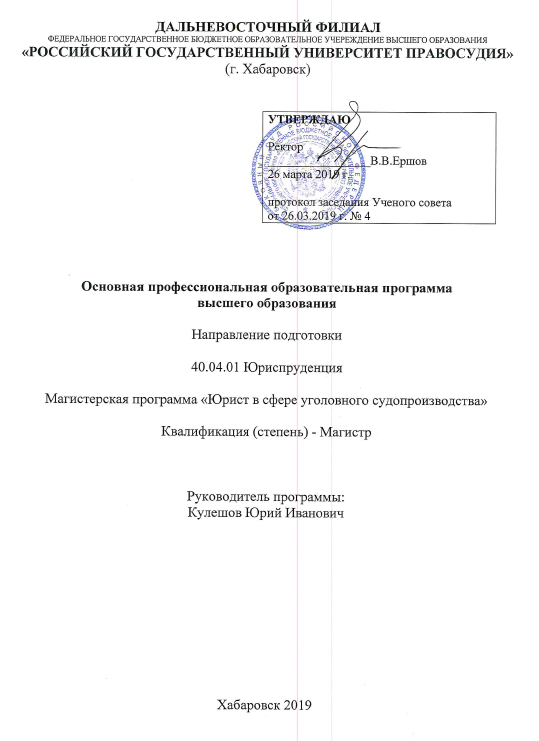 ДАЛЬНЕВОСТОЧНЫЙ ФИЛИАЛ
ФЕДЕРАЛЬНОЕ ГОСУДАРСТВЕННОЕ БЮДЖЕТНОЕ ОБРАЗОВАТЕЛЬНОЕ УЧРЕЖДЕНИЕ ВЫСШЕГО ОБРАЗОВАНИЯ
«РОССИЙСКИЙ ГОСУДАРСТВЕННЫЙ УНИВЕРСИТЕТ ПРАВОСУДИЯ»
(г. Хабаровск)
УТВЕРЖДАЮ
Ректор
В.В.Ершов
26 марта 2019 г.
протокол заседания Ученого совета
от 26.03.2019 г. № 4
Основная профессиональная образовательная программа
высшего образования
Направление подготовки
40.04.01 Юриспруденция
Магистерская программа «Юрист в сфере уголовного судопроизводства»
Квалификация (степень) - Магистр
Руководитель программы:
Кулешов Юрий Иванович
Хабаровск 2019